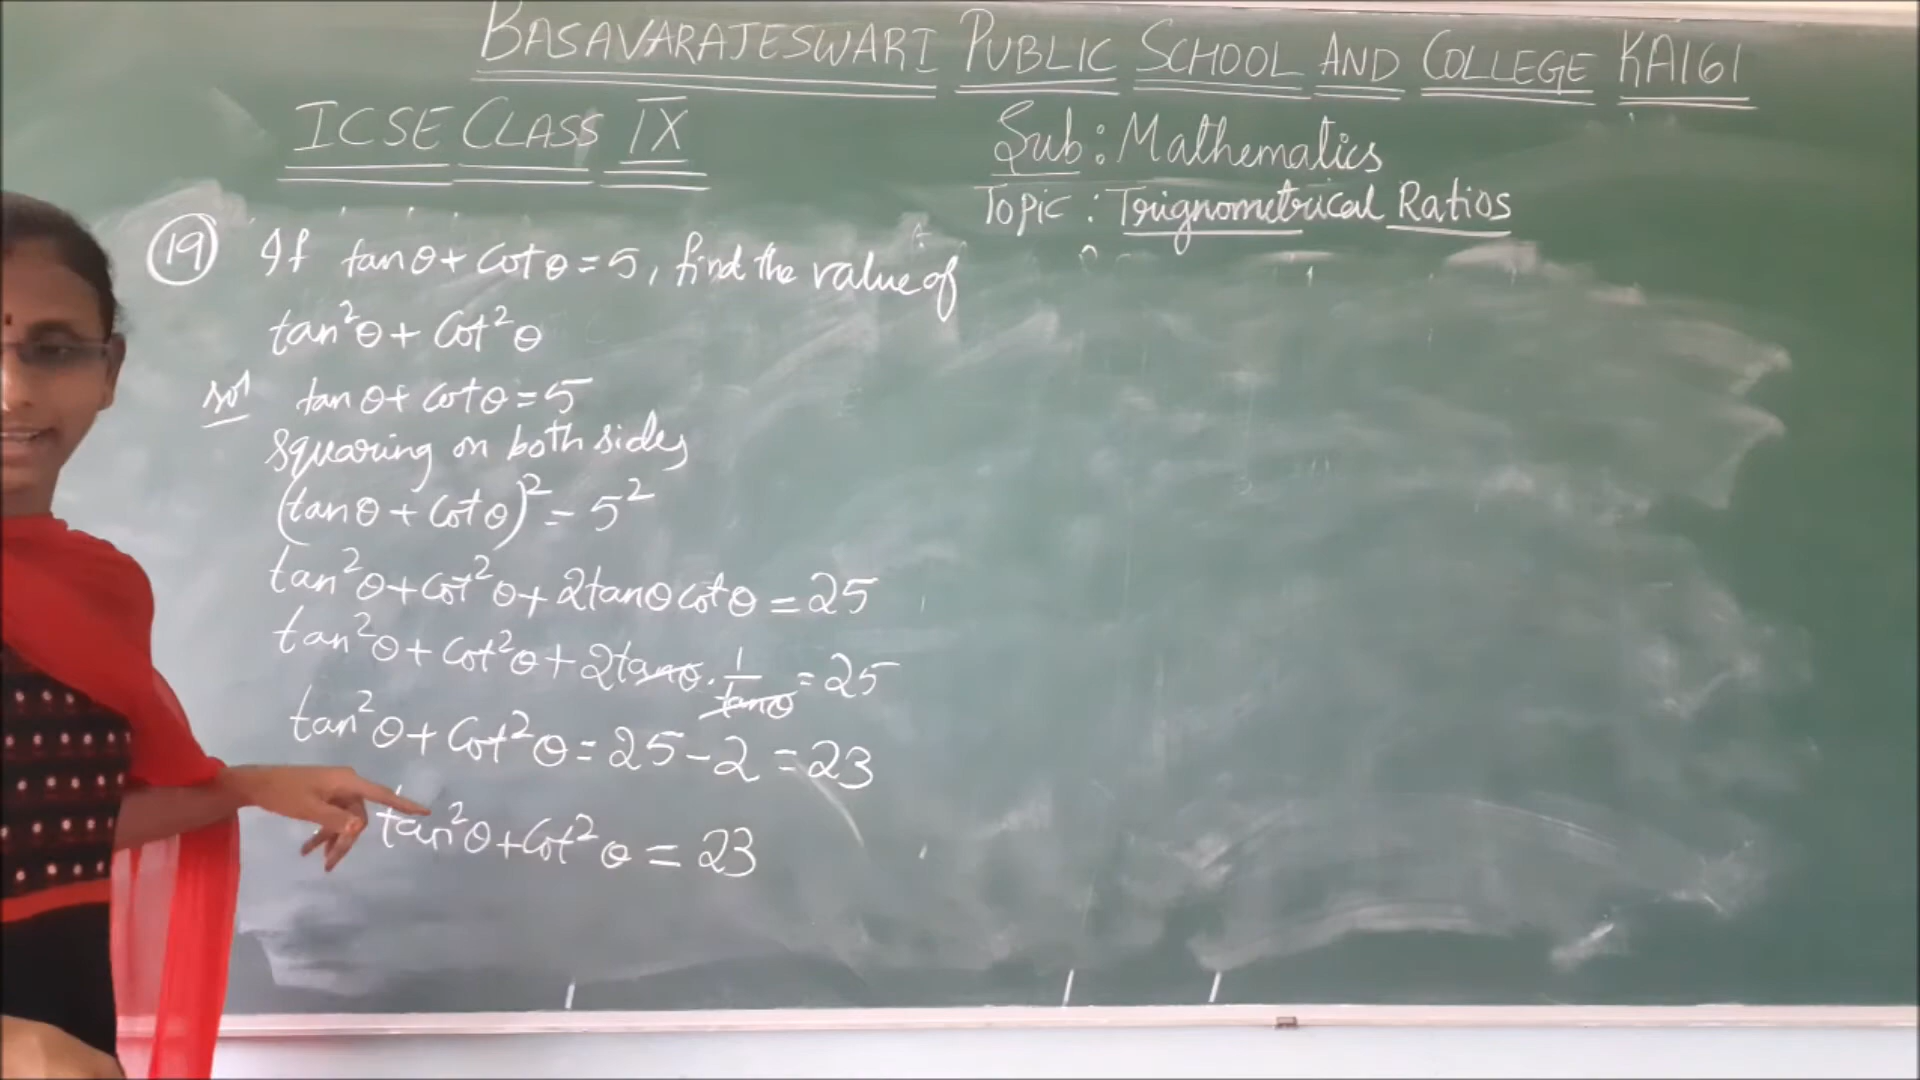 BASAVARAJESWARI PUBLIC SCHOOL AND COLLEGE KA161
ICSE CLASS IX
Sub: Mathematics
Topic: Trignometrical Ratios
(19) If tanθ + cotθ = 5, find the value of
tan²θ + Cot²θ
sol tanθ + cotθ = 5
Squaring on both sides
(tanθ + cotθ)² = 5²
tan²θ + cot²θ + 2tanθcotθ = 25
tan²θ + cot²θ + 2tanθ · 1/tanθ = 25
tan²θ + Cot²θ = 25 - 2 = 23
tan²θ + Cot²θ = 23